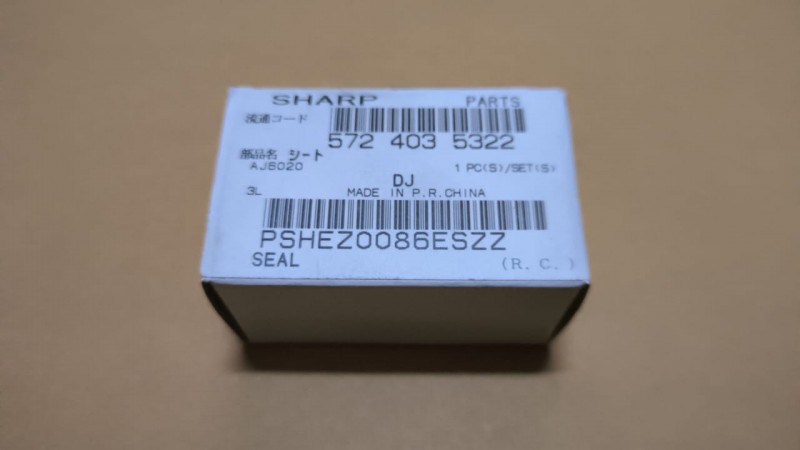 SHARP PARTS
流通コード
572 403 5322
部品名 シート
AJ5020 1 PC(S)/SET(S)
DJ
3L MADE IN P.R.CHINA
PSHEZ0086ESZZ
SEAL (R.C.)